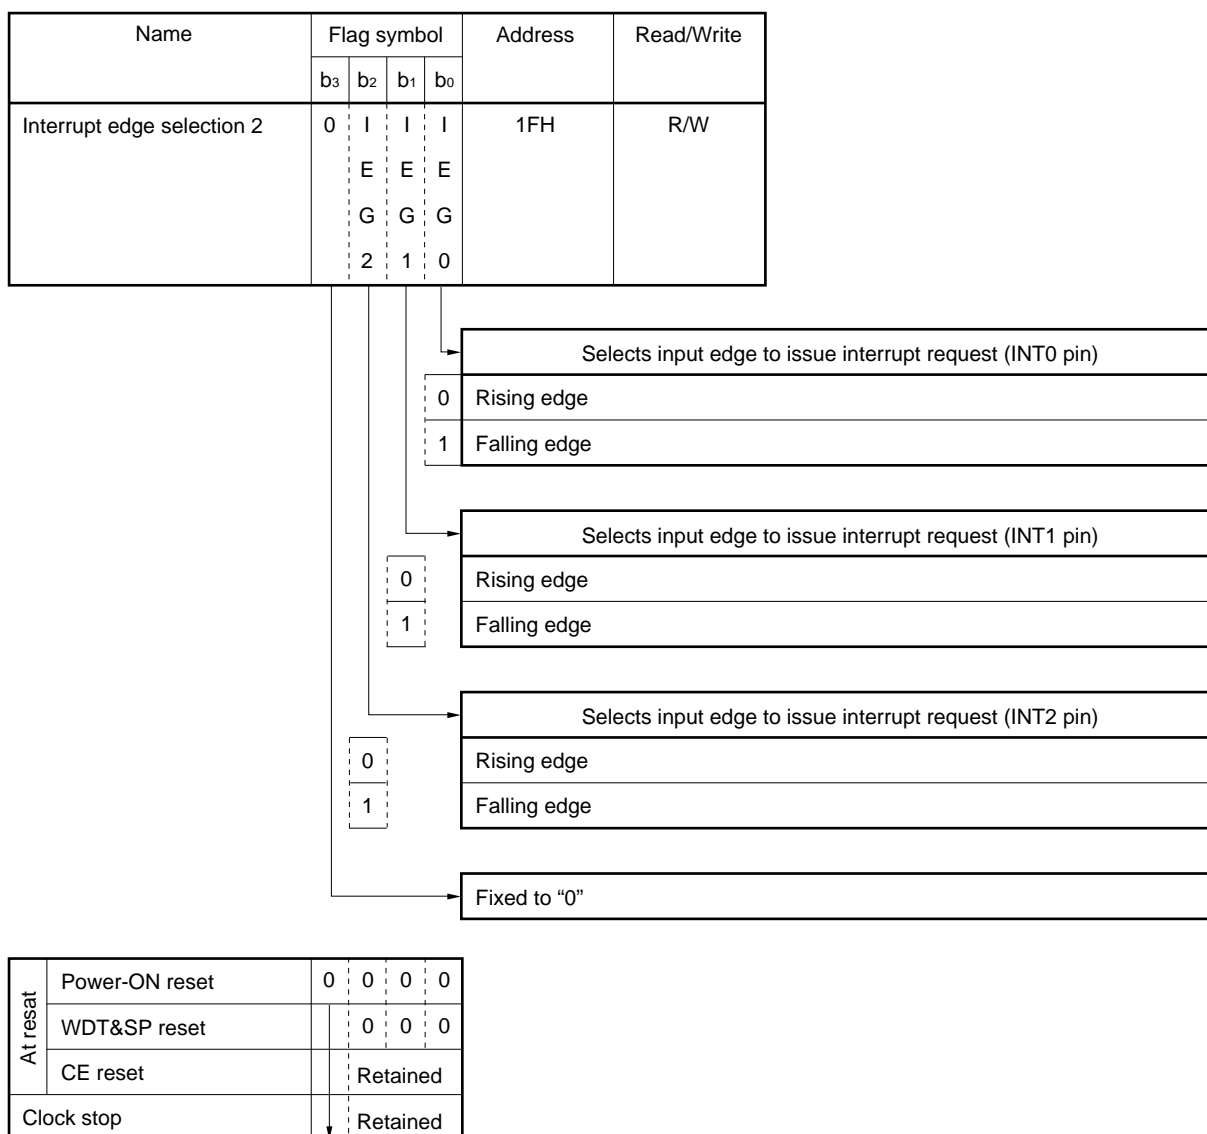 Name Flag symbol Address Read/Write
b3 b2 b1 b0
Interrupt edge selection 2 0 I I I 1FH R/W
E E E
G G G
2 1 0
Selects input edge to issue interrupt request (INT0 pin)
0 Rising edge
1 Falling edge
Selects input edge to issue interrupt request (INT1 pin)
0 Rising edge
1 Falling edge
Selects input edge to issue interrupt request (INT2 pin)
0 Rising edge
1 Falling edge
Fixed to “0”
At resat
Power-ON reset 0 0 0 0
WDT&SP reset 0 0 0
CE reset Retained
Clock stop Retained